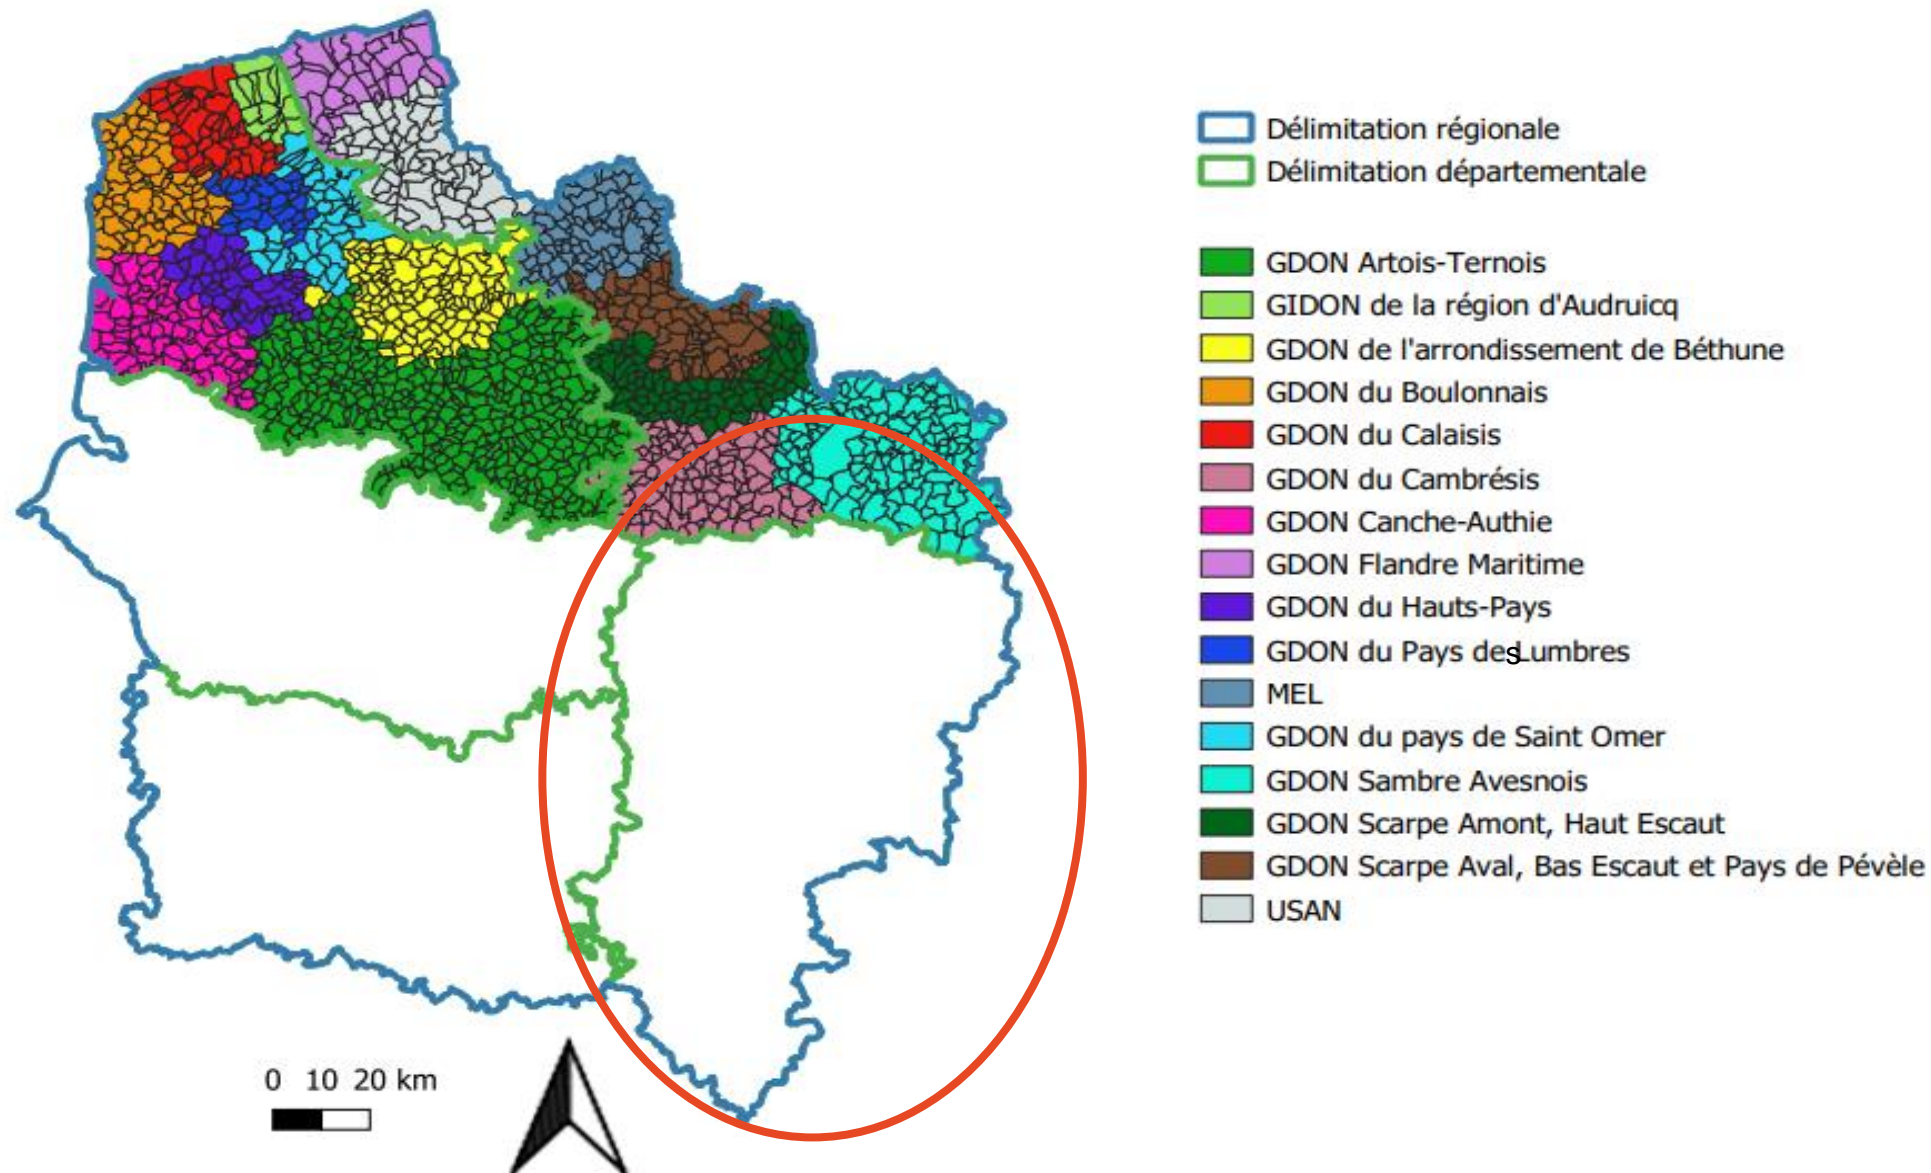 Délimitation régionale
Délimitation départementale
GDON Artois-Ternois
GIDON de la région d'Audruicq
GDON de l'arrondissement de Béthune
GDON du Boulonnais
GDON du Calaisis
GDON du Cambrésis
GDON Canche-Authie
GDON Flandre Maritime
GDON du Hauts-Pays
GDON du Pays des Lumbres
MEL
GDON du pays de Saint Omer
GDON Sambre Avesnois
GDON Scarpe Amont, Haut Escaut
GDON Scarpe Aval, Bas Escaut et Pays de Pévèle
USAN
0 10 20 km